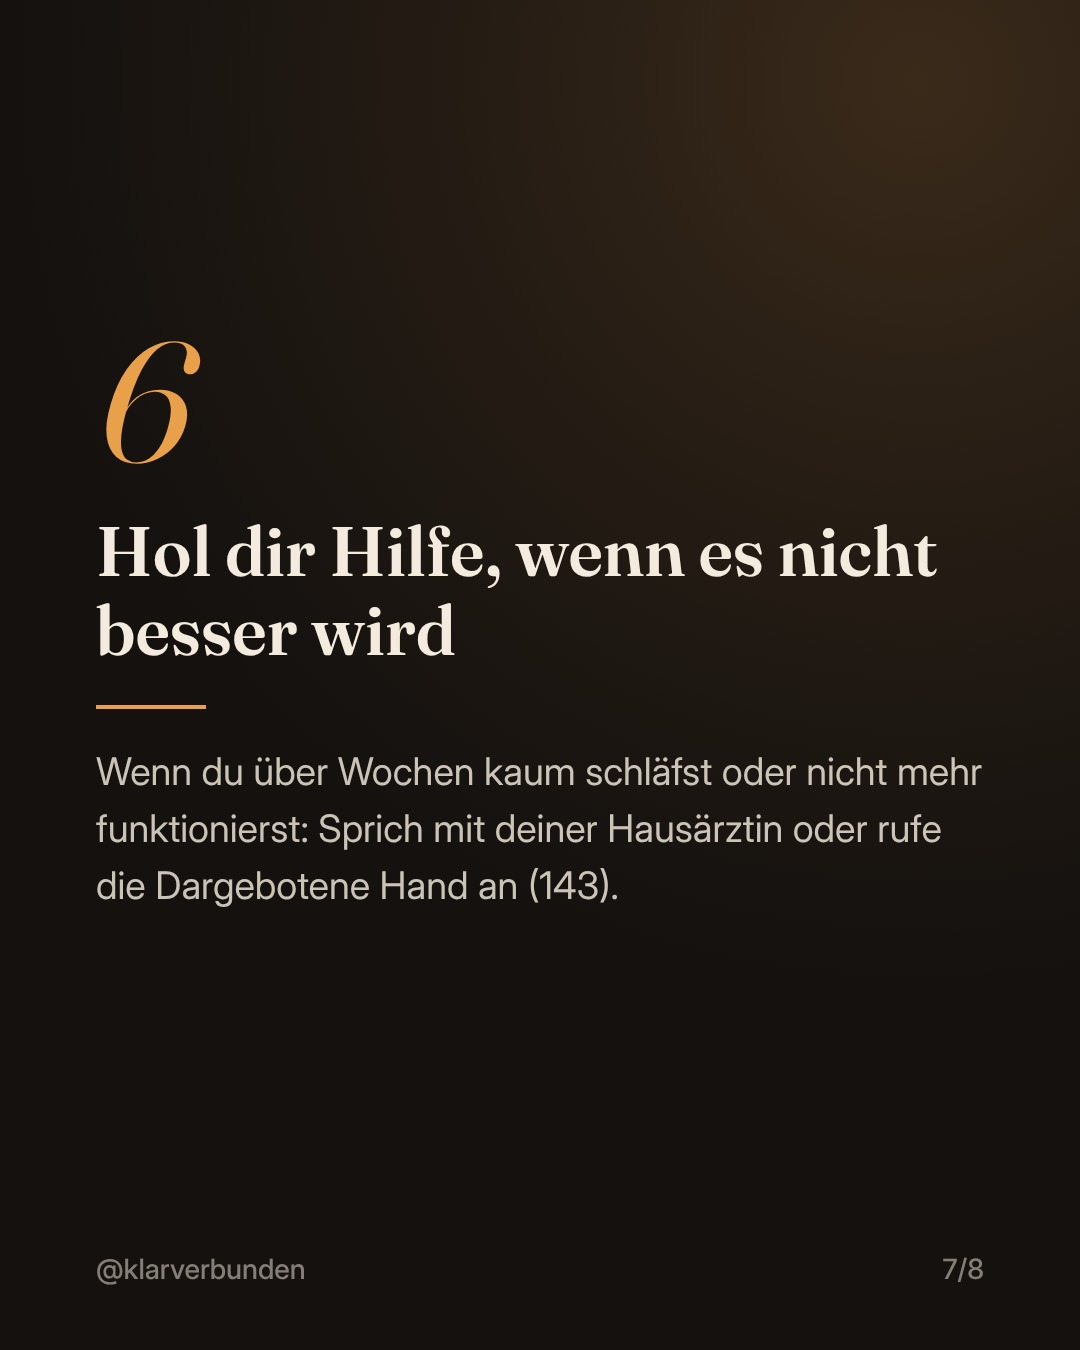 6
Hol dir Hilfe, wenn es nicht
besser wird
Wenn du über Wochen kaum schläfst oder nicht mehr
funktionierst: Sprich mit deiner Hausärztin oder rufe
die Dargebotene Hand an (143).
@klarverbunden
7/8